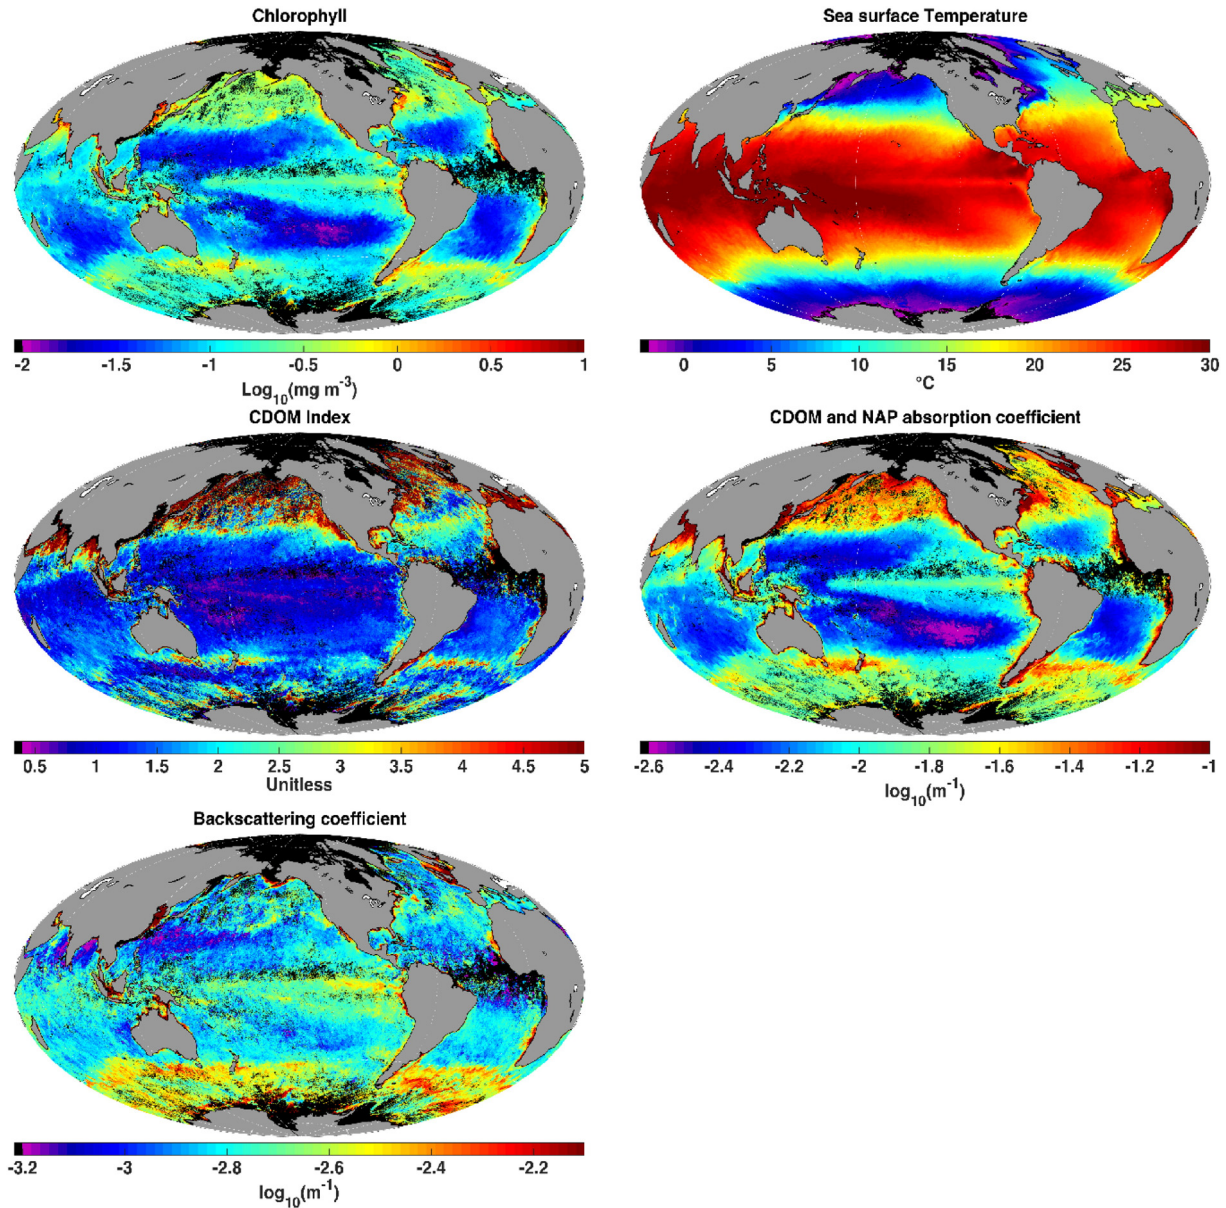 Chlorophyll
-2 -1.5 -1 -0.5 0 0.5 1
Log10(mg m-3)
Sea surface Temperature
0 5 10 15 20 25 30
°C
CDOM Index
0.5 1 1.5 2 2.5 3 3.5 4 4.5 5
Unitless
CDOM and NAP absorption coefficient
-2.6 -2.4 -2.2 -2 -1.8 -1.6 -1.4 -1.2 -1
log10(m-1)
Backscattering coefficient
-3.2 -3 -2.8 -2.6 -2.4 -2.2
log10(m-1)